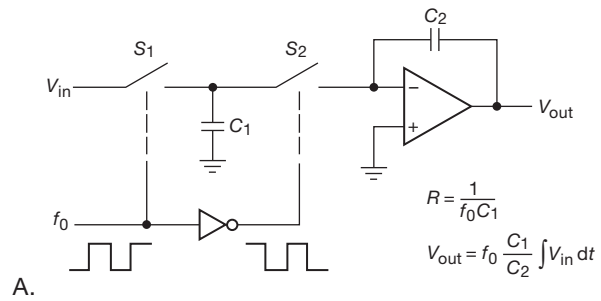 S1 S2 C2
Vin C1 − + Vout
f0
R = 1/(f0C1)
Vout = f0 C1/C2 ∫Vin dt
A.